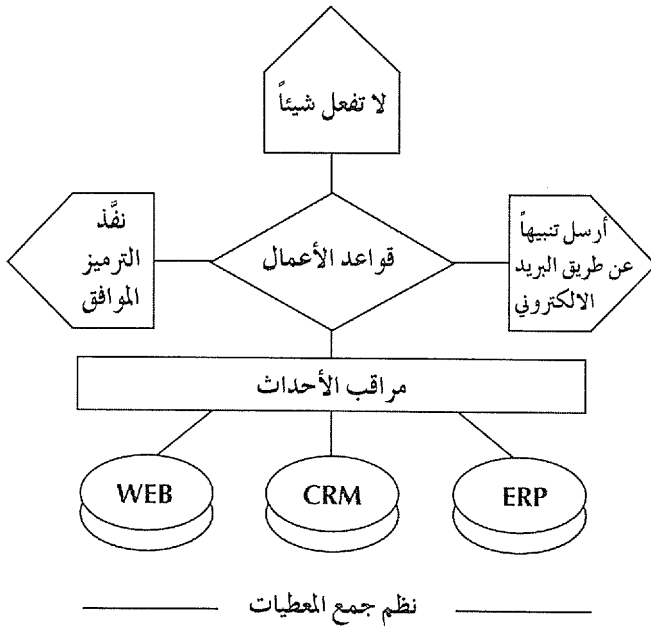 لا تفعل شيئاً
نفَّذ
الترميز
الموافق
قواعد الأعمال
أرسل تنبيهاً
عن طريق البريد
الالكتروني
مراقب الأحداث
WEB
CRM
ERP
نظم جمع المعطيات